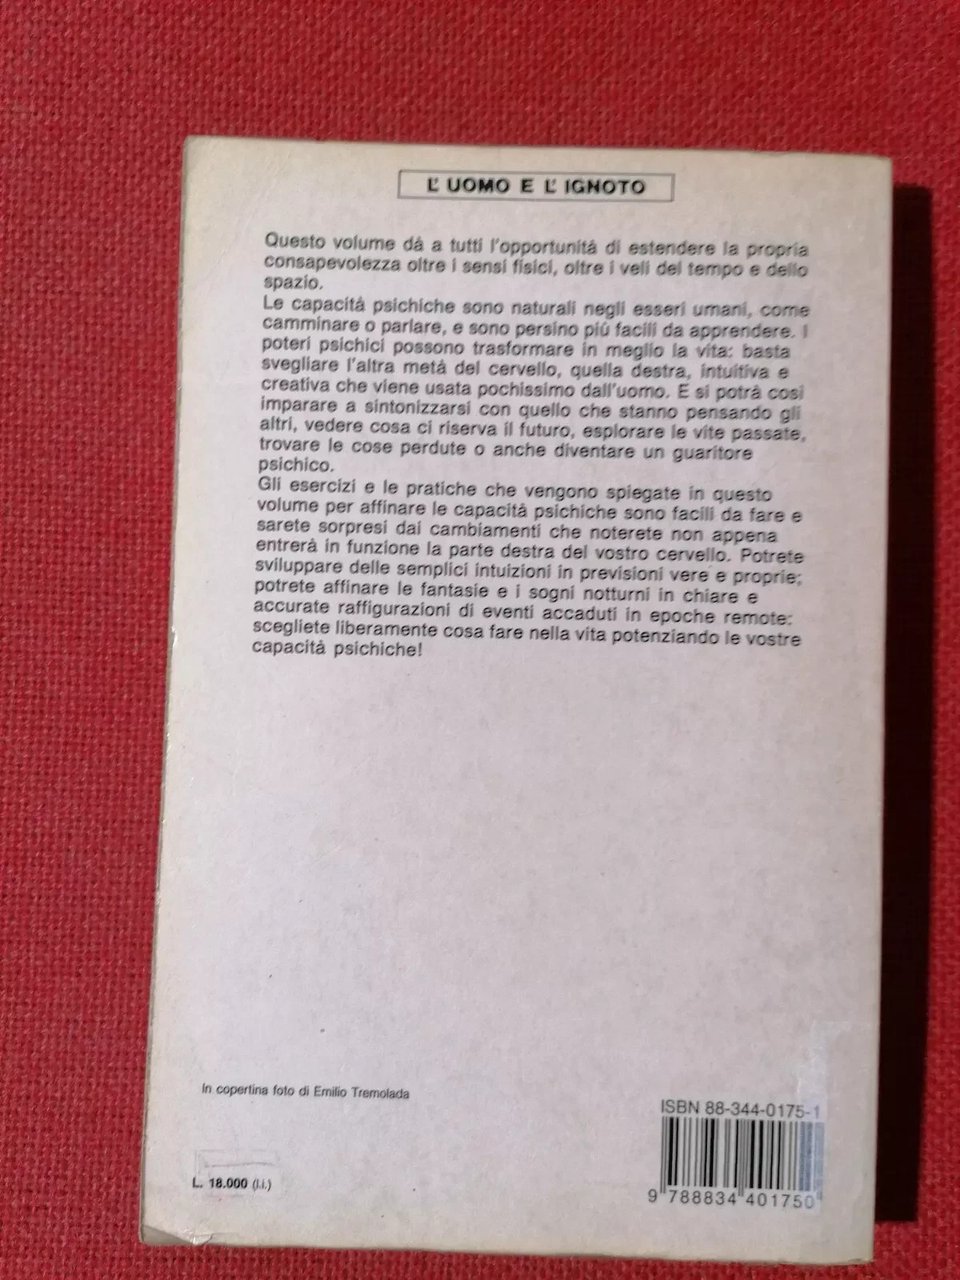 L'UOMO E L'IGNOTO
Questo volume dà a tutti l'opportunità di estendere la propria
consapevolezza oltre i sensi fisici, oltre i veli del tempo e dello
spazio.
Le capacità psichiche sono naturali negli esseri umani, come
camminare o parlare, e sono persino più facili da apprendere. I
poteri psichici possono trasformare in meglio la vita: basta
svegliare l'altra metà del cervello, quella destra, intuitiva e
creativa che viene usata pochissimo dall'uomo. E si potrà così
imparare a sintonizzarsi con quello che stanno pensando gli
altri, vedere cosa ci riserva il futuro, esplorare le vite passate,
trovare le cose perdute o anche diventare un guaritore
psichico.
Gli esercizi e le pratiche che vengono spiegate in questo
volume per affinare le capacità psichiche sono facili da fare e
sarete sorpresi dai cambiamenti che noterete non appena
entrerà in funzione la parte destra del vostro cervello. Potrete
sviluppare delle semplici intuizioni in previsioni vere e proprie;
potrete affinare le fantasie e i sogni notturni in chiare e
accurate raffigurazioni di eventi accaduti in epoche remote:
scegliete liberamente cosa fare nella vita potenziando le vostre
capacità psichiche!
In copertina foto di Emilio Tremolada
ISBN 88-344-0175-1
L. 18.000 (i.i.)
9 788834 401750